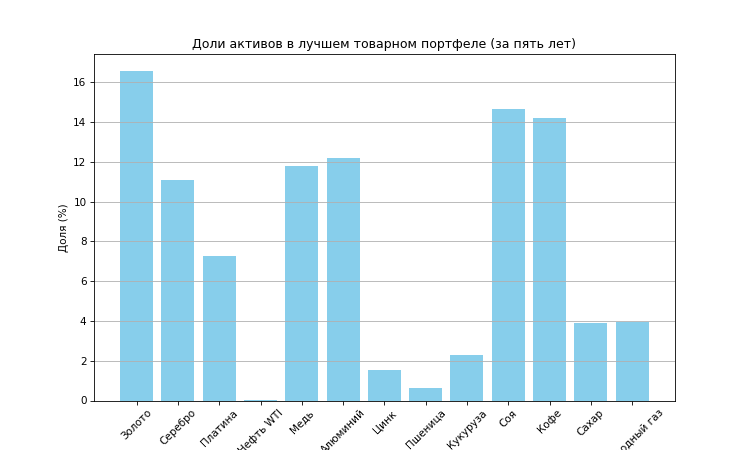 Доли активов в лучшем товарном портфеле (за пять лет)
Доля (%)
16
14
12
10
8
6
4
2
0
Золото
Серебро
Платина
Нефть WTI
Медь
Алюминий
Цинк
Пшеница
Кукуруза
Соя
Кофе
Сахар
газ